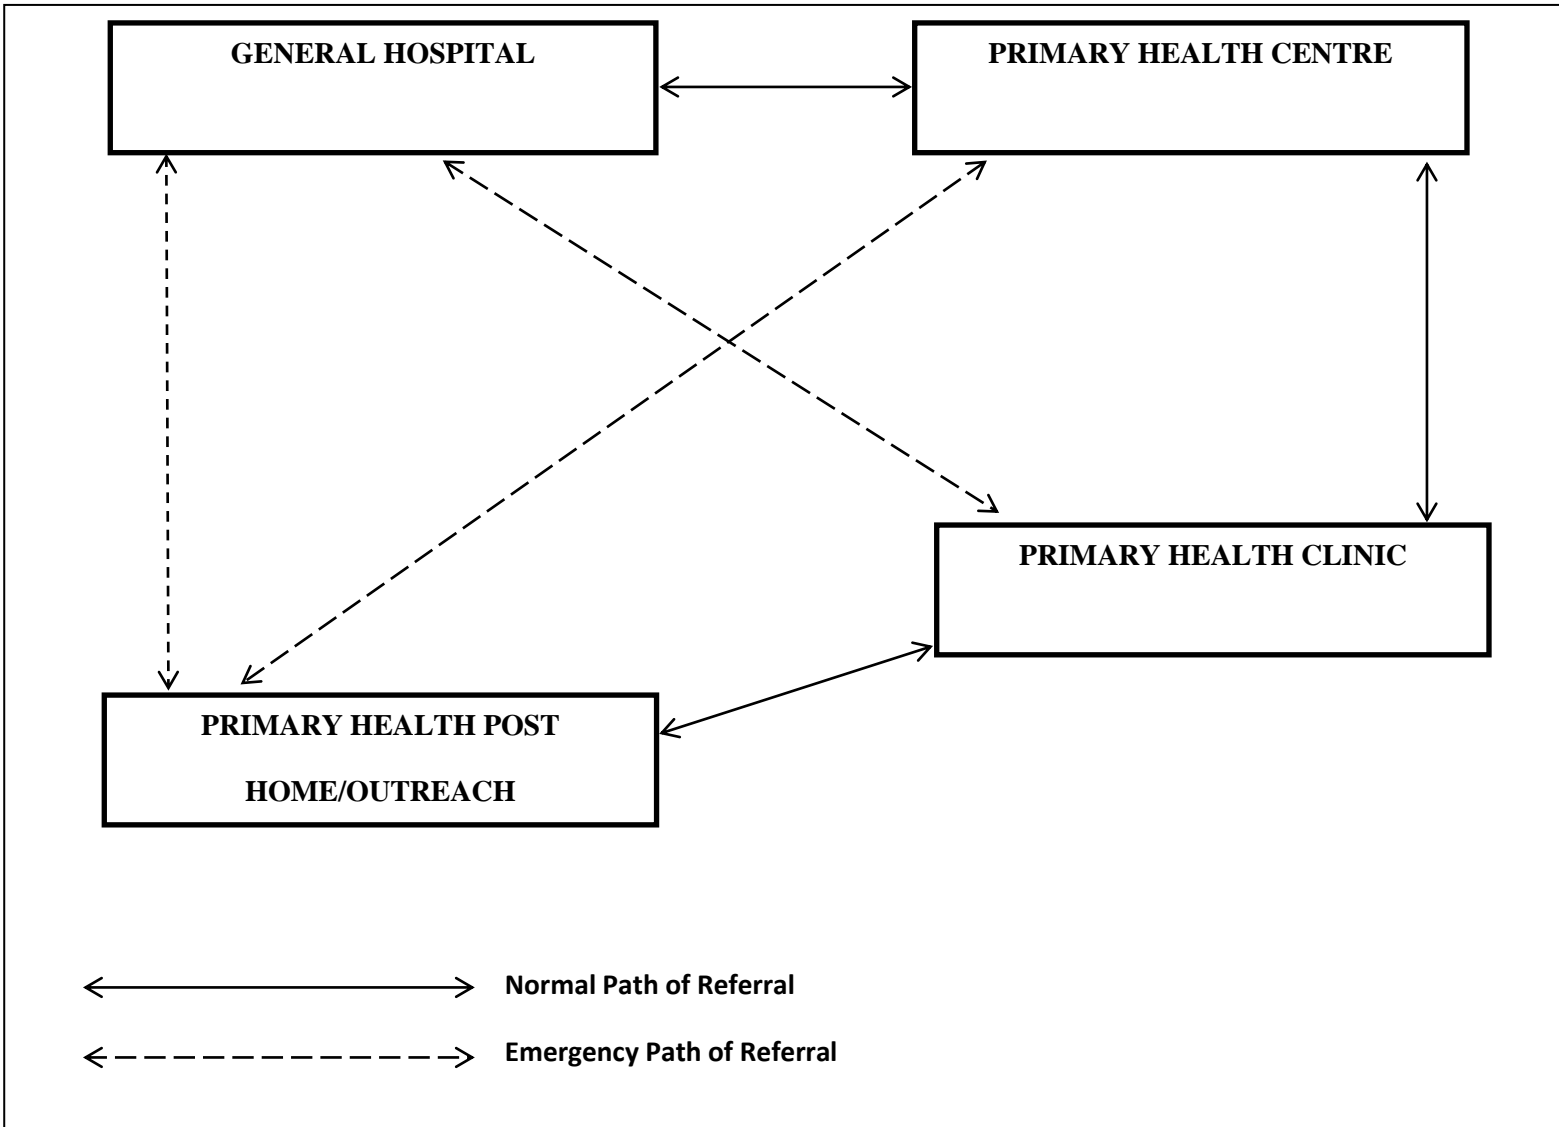 GENERAL HOSPITAL
PRIMARY HEALTH CENTRE
PRIMARY HEALTH CLINIC
PRIMARY HEALTH POST
HOME/OUTREACH
Normal Path of Referral
Emergency Path of Referral